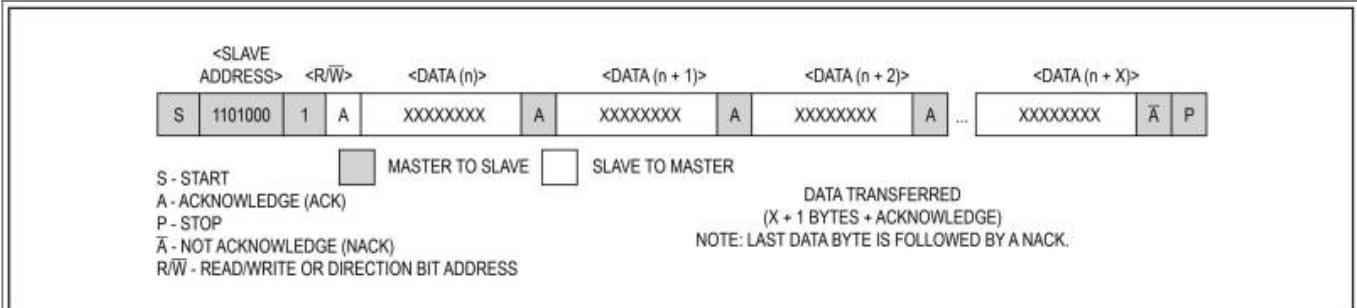 <SLAVE
ADDRESS> <R/W̅> <DATA (n)> <DATA (n + 1)> <DATA (n + 2)> <DATA (n + X)>
S 1101000 1 A XXXXXXXX A XXXXXXXX A XXXXXXXX A ... XXXXXXXX A̅ P
MASTER TO SLAVE SLAVE TO MASTER
S - START
A - ACKNOWLEDGE (ACK)
P - STOP
A̅ - NOT ACKNOWLEDGE (NACK)
R/W̅ - READ/WRITE OR DIRECTION BIT ADDRESS
DATA TRANSFERRED
(X + 1 BYTES + ACKNOWLEDGE)
NOTE: LAST DATA BYTE IS FOLLOWED BY A NACK.